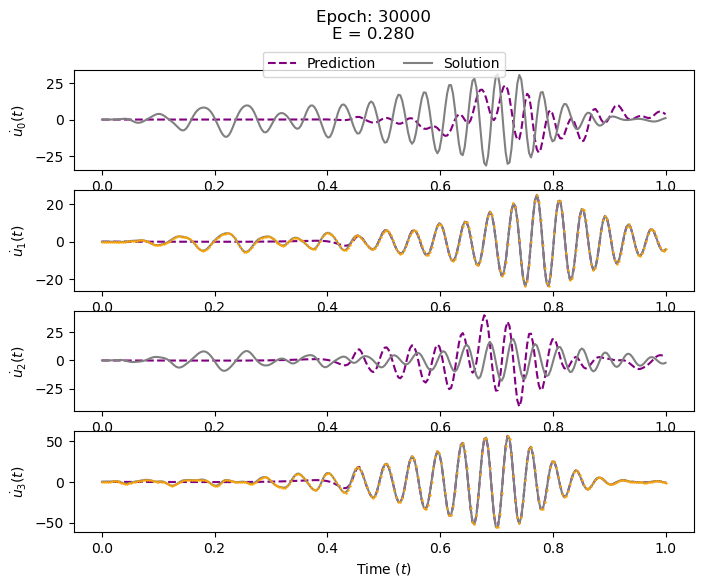 Epoch: 30000
E = 0.280
Prediction Solution
25
0
−25
u̇₀(t)
0.0 0.2 0.4 0.6 0.8 1.0
20
0
−20
u̇₁(t)
0.0 0.2 0.4 0.6 0.8 1.0
25
0
−25
u̇₂(t)
0.0 0.2 0.4 0.6 0.8 1.0
50
0
−50
u̇₃(t)
0.0 0.2 0.4 0.6 0.8 1.0
Time (t)